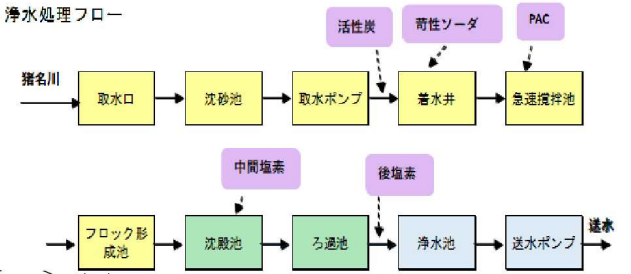 浄水処理フロー
活性炭
苛性ソーダ
PAC
猪名川
取水口
沈砂池
取水ポンプ
着水井
急速攪拌池
中間塩素
後塩素
フロック形
成池
沈殿池
ろ過池
浄水池
送水ポンプ
送水